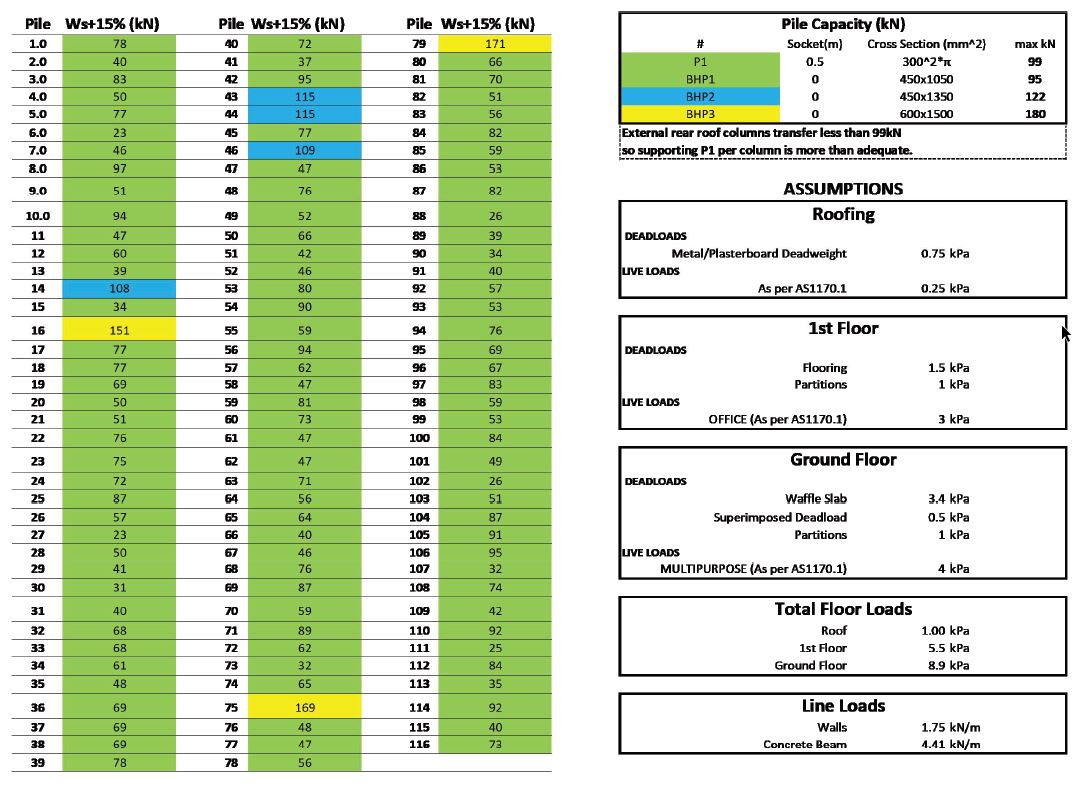 Pile Ws+15% (kN) Pile Ws+15% (kN) Pile Ws+15% (kN)
1.0 78 40 72 79 171
2.0 40 41 37 80 66
3.0 83 42 95 81 70
4.0 50 43 115 82 51
5.0 77 44 115 83 56
6.0 23 45 77 84 82
7.0 46 46 109 85 59
8.0 97 47 47 86 53
9.0 51 48 76 87 82
10.0 94 49 52 88 26
11 47 50 66 89 39
12 60 51 42 90 34
13 39 52 46 91 40
14 108 53 80 92 57
15 34 54 90 93 53
16 151 55 59 94 76
17 77 56 94 95 69
18 77 57 62 96 67
19 69 58 47 97 83
20 50 59 81 98 59
21 51 60 73 99 53
22 76 61 47 100 84
23 75 62 47 101 49
24 72 63 71 102 26
25 87 64 56 103 51
26 57 65 64 104 87
27 23 66 40 105 91
28 50 67 46 106 95
29 41 68 76 107 32
30 31 69 87 108 74
31 40 70 59 109 42
32 68 71 89 110 92
33 68 72 62 111 25
34 61 73 32 112 84
35 48 74 65 113 35
36 69 75 169 114 92
37 69 76 48 115 40
38 69 77 47 116 73
39 78 78 56
Pile Capacity (kN)
# Socket(m) Cross Section (mm^2) max kN
P1 0.5 300^2*π 99
BHP1 0 450x1050 95
BHP2 0 450x1350 122
BHP3 0 600x1500 180
External rear roof columns transfer less than 99kN
so supporting P1 per column is more than adequate.
ASSUMPTIONS
Roofing
DEADLOADS
Metal/Plasterboard Deadweight 0.75 kPa
LIVE LOADS
As per AS1170.1 0.25 kPa
1st Floor
DEADLOADS
Flooring 1.5 kPa
Partitions 1 kPa
LIVE LOADS
OFFICE (As per AS1170.1) 3 kPa
Ground Floor
DEADLOADS
Waffle Slab 3.4 kPa
Superimposed Deadload 0.5 kPa
Partitions 1 kPa
LIVE LOADS
MULTIPURPOSE (As per AS1170.1) 4 kPa
Total Floor Loads
Roof 1.00 kPa
1st Floor 5.5 kPa
Ground Floor 8.9 kPa
Line Loads
Walls 1.75 kN/m
Concrete Beam 4.41 kN/m